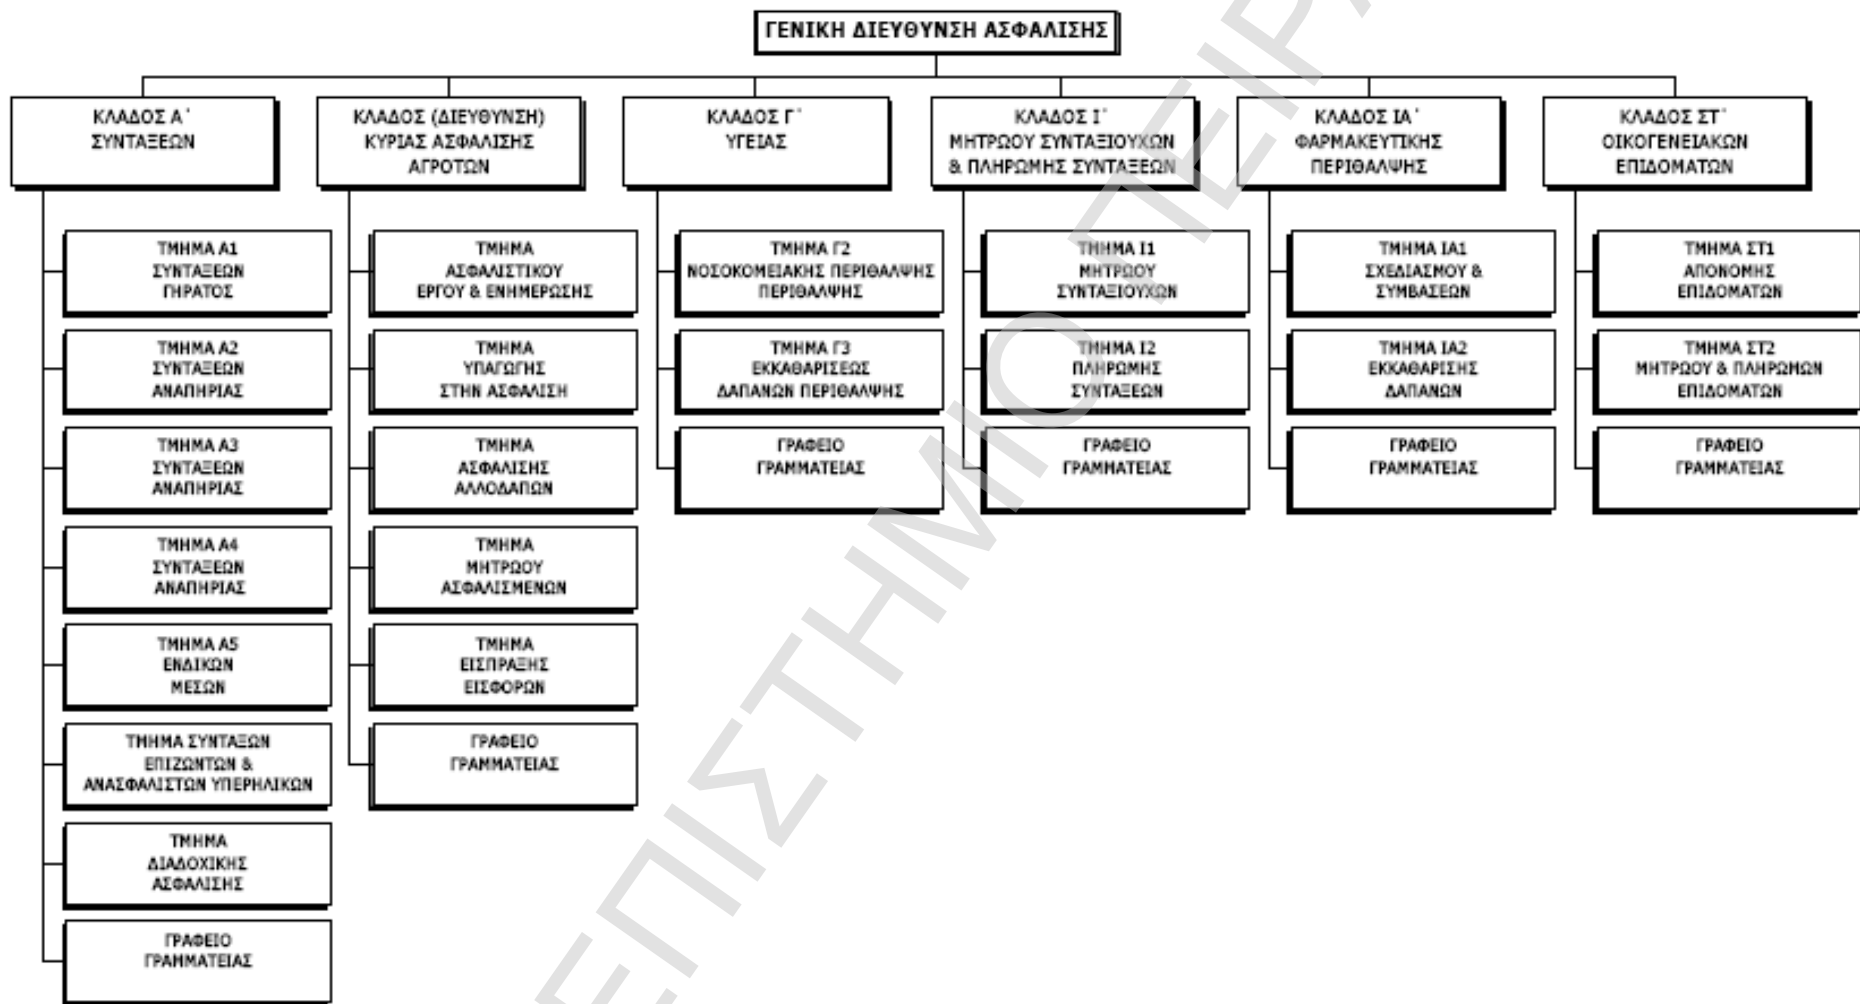 ΓΕΝΙΚΗ ΔΙΕΥΘΥΝΣΗ ΑΣΦΑΛΙΣΗΣ
ΚΛΑΔΟΣ Α΄
ΣΥΝΤΑΞΕΩΝ
ΤΜΗΜΑ Α1
ΣΥΝΤΑΞΕΩΝ
ΓΗΡΑΤΟΣ
ΤΜΗΜΑ Α2
ΣΥΝΤΑΞΕΩΝ
ΑΝΑΠΗΡΙΑΣ
ΤΜΗΜΑ Α3
ΣΥΝΤΑΞΕΩΝ
ΑΝΑΠΗΡΙΑΣ
ΤΜΗΜΑ Α4
ΣΥΝΤΑΞΕΩΝ
ΑΝΑΠΗΡΙΑΣ
ΤΜΗΜΑ Α5
ΕΝΔΙΚΩΝ
ΜΕΣΩΝ
ΤΜΗΜΑ ΣΥΝΤΑΞΩΝ
ΕΠΙΖΩΝΤΩΝ &
ΑΝΑΣΦΑΛΙΣΤΩΝ ΥΠΕΡΗΛΙΚΩΝ
ΤΜΗΜΑ
ΔΙΑΔΟΧΙΚΗΣ
ΑΣΦΑΛΙΣΗΣ
ΓΡΑΦΕΙΟ
ΓΡΑΜΜΑΤΕΙΑΣ
ΚΛΑΔΟΣ (ΔΙΕΥΘΥΝΣΗ)
ΚΥΡΙΑΣ ΑΣΦΑΛΙΣΗΣ
ΑΓΡΟΤΩΝ
ΤΜΗΜΑ
ΑΣΦΑΛΙΣΤΙΚΟΥ
ΕΡΓΟΥ & ΕΝΗΜΕΡΩΣΗΣ
ΤΜΗΜΑ
ΥΠΑΓΩΓΗΣ
ΣΤΗΝ ΑΣΦΑΛΙΣΗ
ΤΜΗΜΑ
ΑΣΦΑΛΙΣΗΣ
ΑΛΛΟΔΑΠΩΝ
ΤΜΗΜΑ
ΜΗΤΡΩΟΥ
ΑΣΦΑΛΙΣΜΕΝΩΝ
ΤΜΗΜΑ
ΕΙΣΠΡΑΞΗΣ
ΕΙΣΦΟΡΩΝ
ΓΡΑΦΕΙΟ
ΓΡΑΜΜΑΤΕΙΑΣ
ΚΛΑΔΟΣ Γ΄
ΥΓΕΙΑΣ
ΤΜΗΜΑ Γ2
ΝΟΣΟΚΟΜΕΙΑΚΗΣ ΠΕΡΙΘΑΛΨΗΣ
ΠΕΡΙΘΑΛΨΗΣ
ΤΜΗΜΑ Γ3
ΕΚΚΑΘΑΡΙΣΕΩΣ
ΔΑΠΑΝΩΝ ΠΕΡΙΘΑΛΨΗΣ
ΓΡΑΦΕΙΟ
ΓΡΑΜΜΑΤΕΙΑΣ
ΚΛΑΔΟΣ Ι΄
ΜΗΤΡΩΟΥ ΣΥΝΤΑΞΙΟΥΧΩΝ
& ΠΛΗΡΩΜΗΣ ΣΥΝΤΑΞΕΩΝ
ΤΜΗΜΑ Ι1
ΜΗΤΡΩΟΥ
ΣΥΝΤΑΞΙΟΥΧΩΝ
ΤΜΗΜΑ Ι2
ΠΛΗΡΩΜΗΣ
ΣΥΝΤΑΞΕΩΝ
ΓΡΑΦΕΙΟ
ΓΡΑΜΜΑΤΕΙΑΣ
ΚΛΑΔΟΣ ΙΑ΄
ΦΑΡΜΑΚΕΥΤΙΚΗΣ
ΠΕΡΙΘΑΛΨΗΣ
ΤΜΗΜΑ ΙΑ1
ΣΧΕΔΙΑΣΜΟΥ &
ΣΥΜΒΑΣΕΩΝ
ΤΜΗΜΑ ΙΑ2
ΕΚΚΑΘΑΡΙΣΗΣ
ΔΑΠΑΝΩΝ
ΓΡΑΦΕΙΟ
ΓΡΑΜΜΑΤΕΙΑΣ
ΚΛΑΔΟΣ ΣΤ΄
ΟΙΚΟΓΕΝΕΙΑΚΩΝ
ΕΠΙΔΟΜΑΤΩΝ
ΤΜΗΜΑ ΣΤ1
ΑΠΟΝΟΜΗΣ
ΕΠΙΔΟΜΑΤΩΝ
ΤΜΗΜΑ ΣΤ2
ΜΗΤΡΩΟΥ & ΠΛΗΡΩΜΩΝ
ΕΠΙΔΟΜΑΤΩΝ
ΓΡΑΦΕΙΟ
ΓΡΑΜΜΑΤΕΙΑΣ